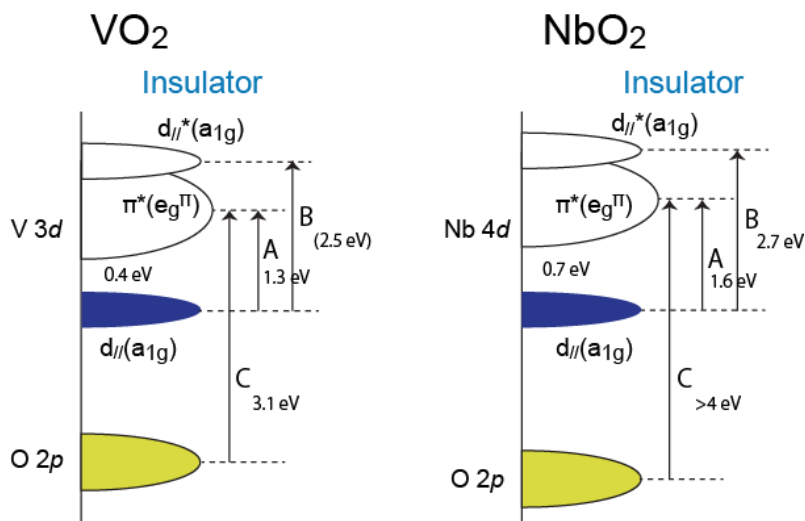 VO₂
Insulator
d//*(a1g)
π*(egπ)
V 3d
B
(2.5 eV)
A
1.3 eV
0.4 eV
d//(a1g)
C
3.1 eV
O 2p
NbO₂
Insulator
d//*(a1g)
π*(egπ)
Nb 4d
B
2.7 eV
A
1.6 eV
0.7 eV
d//(a1g)
C
>4 eV
O 2p